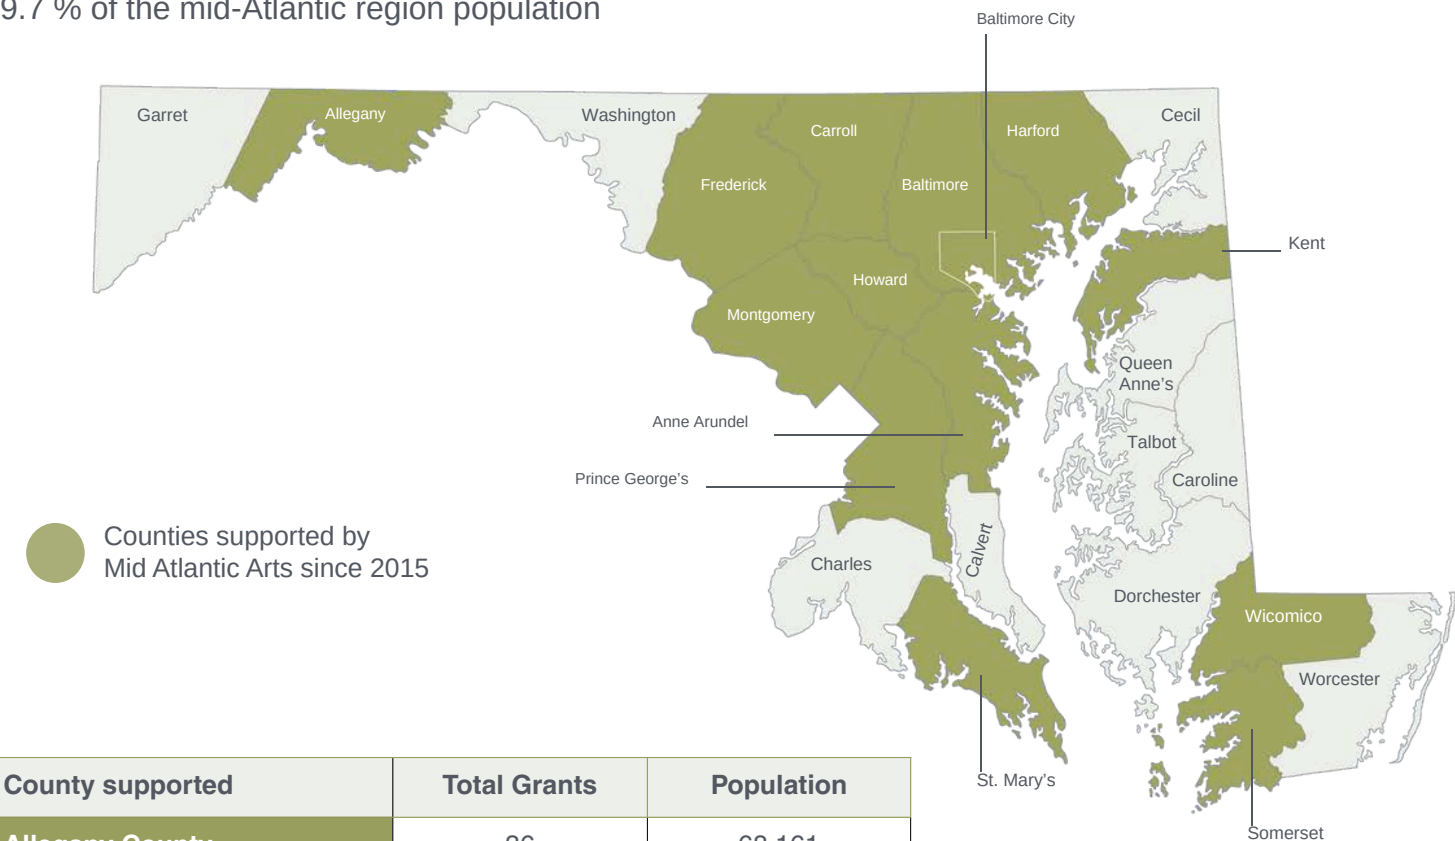 9.7 % of the mid-Atlantic region population
Baltimore City
Garret
Allegany
Washington
Carroll
Harford
Cecil
Frederick
Baltimore
Kent
Howard
Montgomery
Queen
Anne's
Anne Arundel
Talbot
Prince George's
Caroline
Counties supported by
Mid Atlantic Arts since 2015
Charles
Calvert
Dorchester
Wicomico
Worcester
St. Mary's
Somerset
County supported Total Grants Population
Allegany County